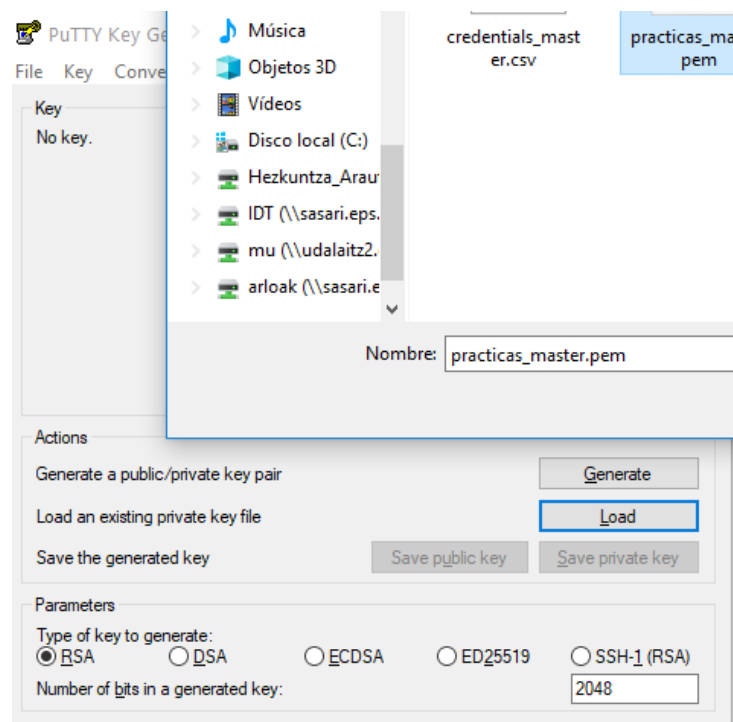 PuTTY Key Ge
File Key Conve
Key
No key.
Música
Objetos 3D
Vídeos
Disco local (C:)
Hezkuntza_Arau
IDT (\\sasari.eps.
mu (\\udalaitz2.
arloak (\\sasari.e
credentials_mast
er.csv
practicas_ma
pem
Nombre: practicas_master.pem
Actions
Generate a public/private key pair Generate
Load an existing private key file Load
Save the generated key Save public key Save private key
Parameters
Type of key to generate:
RSA DSA ECDSA ED25519 SSH-1 (RSA)
Number of bits in a generated key: 2048